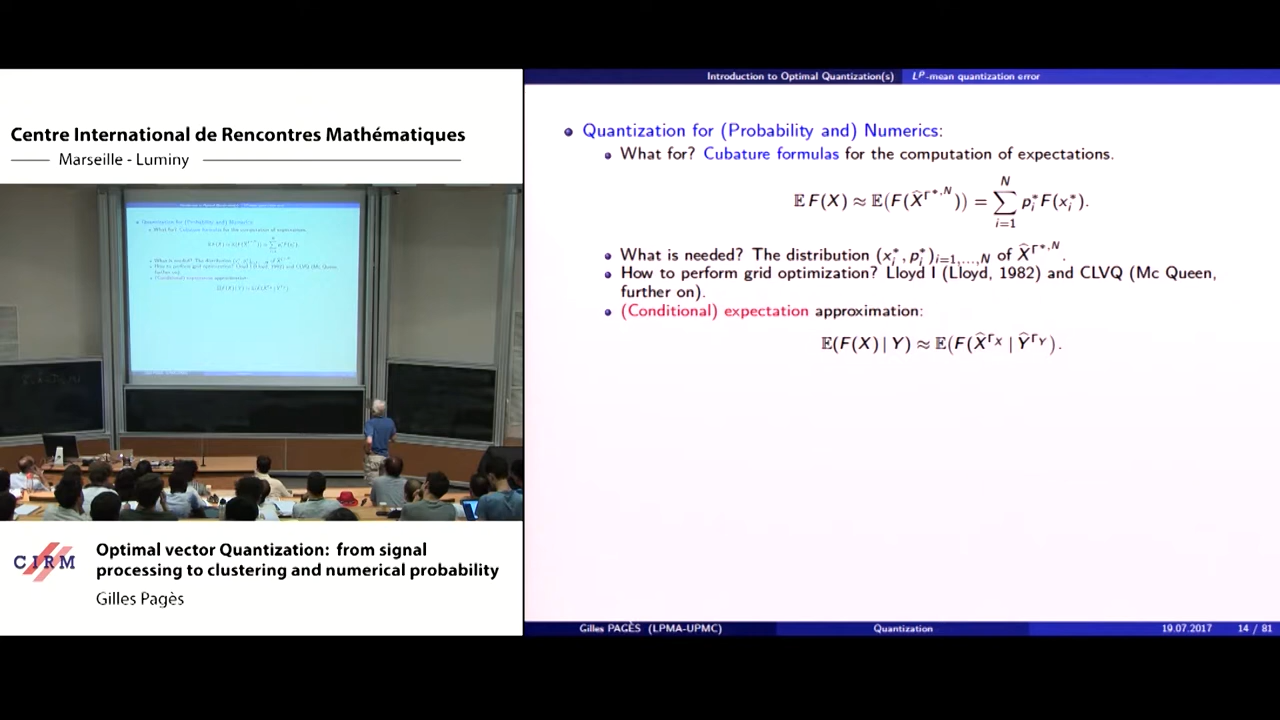 Centre International de Rencontres Mathématiques
Marseille - Luminy
CIRM
Optimal vector Quantization: from signal
processing to clustering and numerical probability
Gilles Pagès
Introduction to Optimal Quantization(s) L^p-mean quantization error
• Quantization for (Probability and) Numerics:
• What for? Cubature formulas for the computation of expectations.
𝔼 F(X) ≈ 𝔼(F(X̂^{Γ*,N})) = ∑_{i=1}^{N} p_i^* F(x_i^*).
• What is needed? The distribution (x_i^*, p_i^*)_{i=1,...,N} of X̂^{Γ*,N}.
• How to perform grid optimization? Lloyd I (Lloyd, 1982) and CLVQ (Mc Queen,
further on).
• (Conditional) expectation approximation:
𝔼(F(X) | Y) ≈ 𝔼(F(X̂^{Γ_X} | Ŷ^{Γ_Y}).
Gilles PAGÈS (LPMA-UPMC) Quantization 19.07.2017 14 / 81